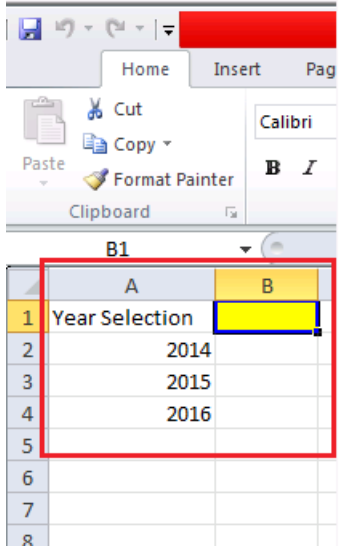 Home Insert Pag
Cut
Calibri
Copy
Paste
B I
Format Painter
Clipboard
B1
A B
1 Year Selection
2 2014
3 2015
4 2016
5
6
7
8